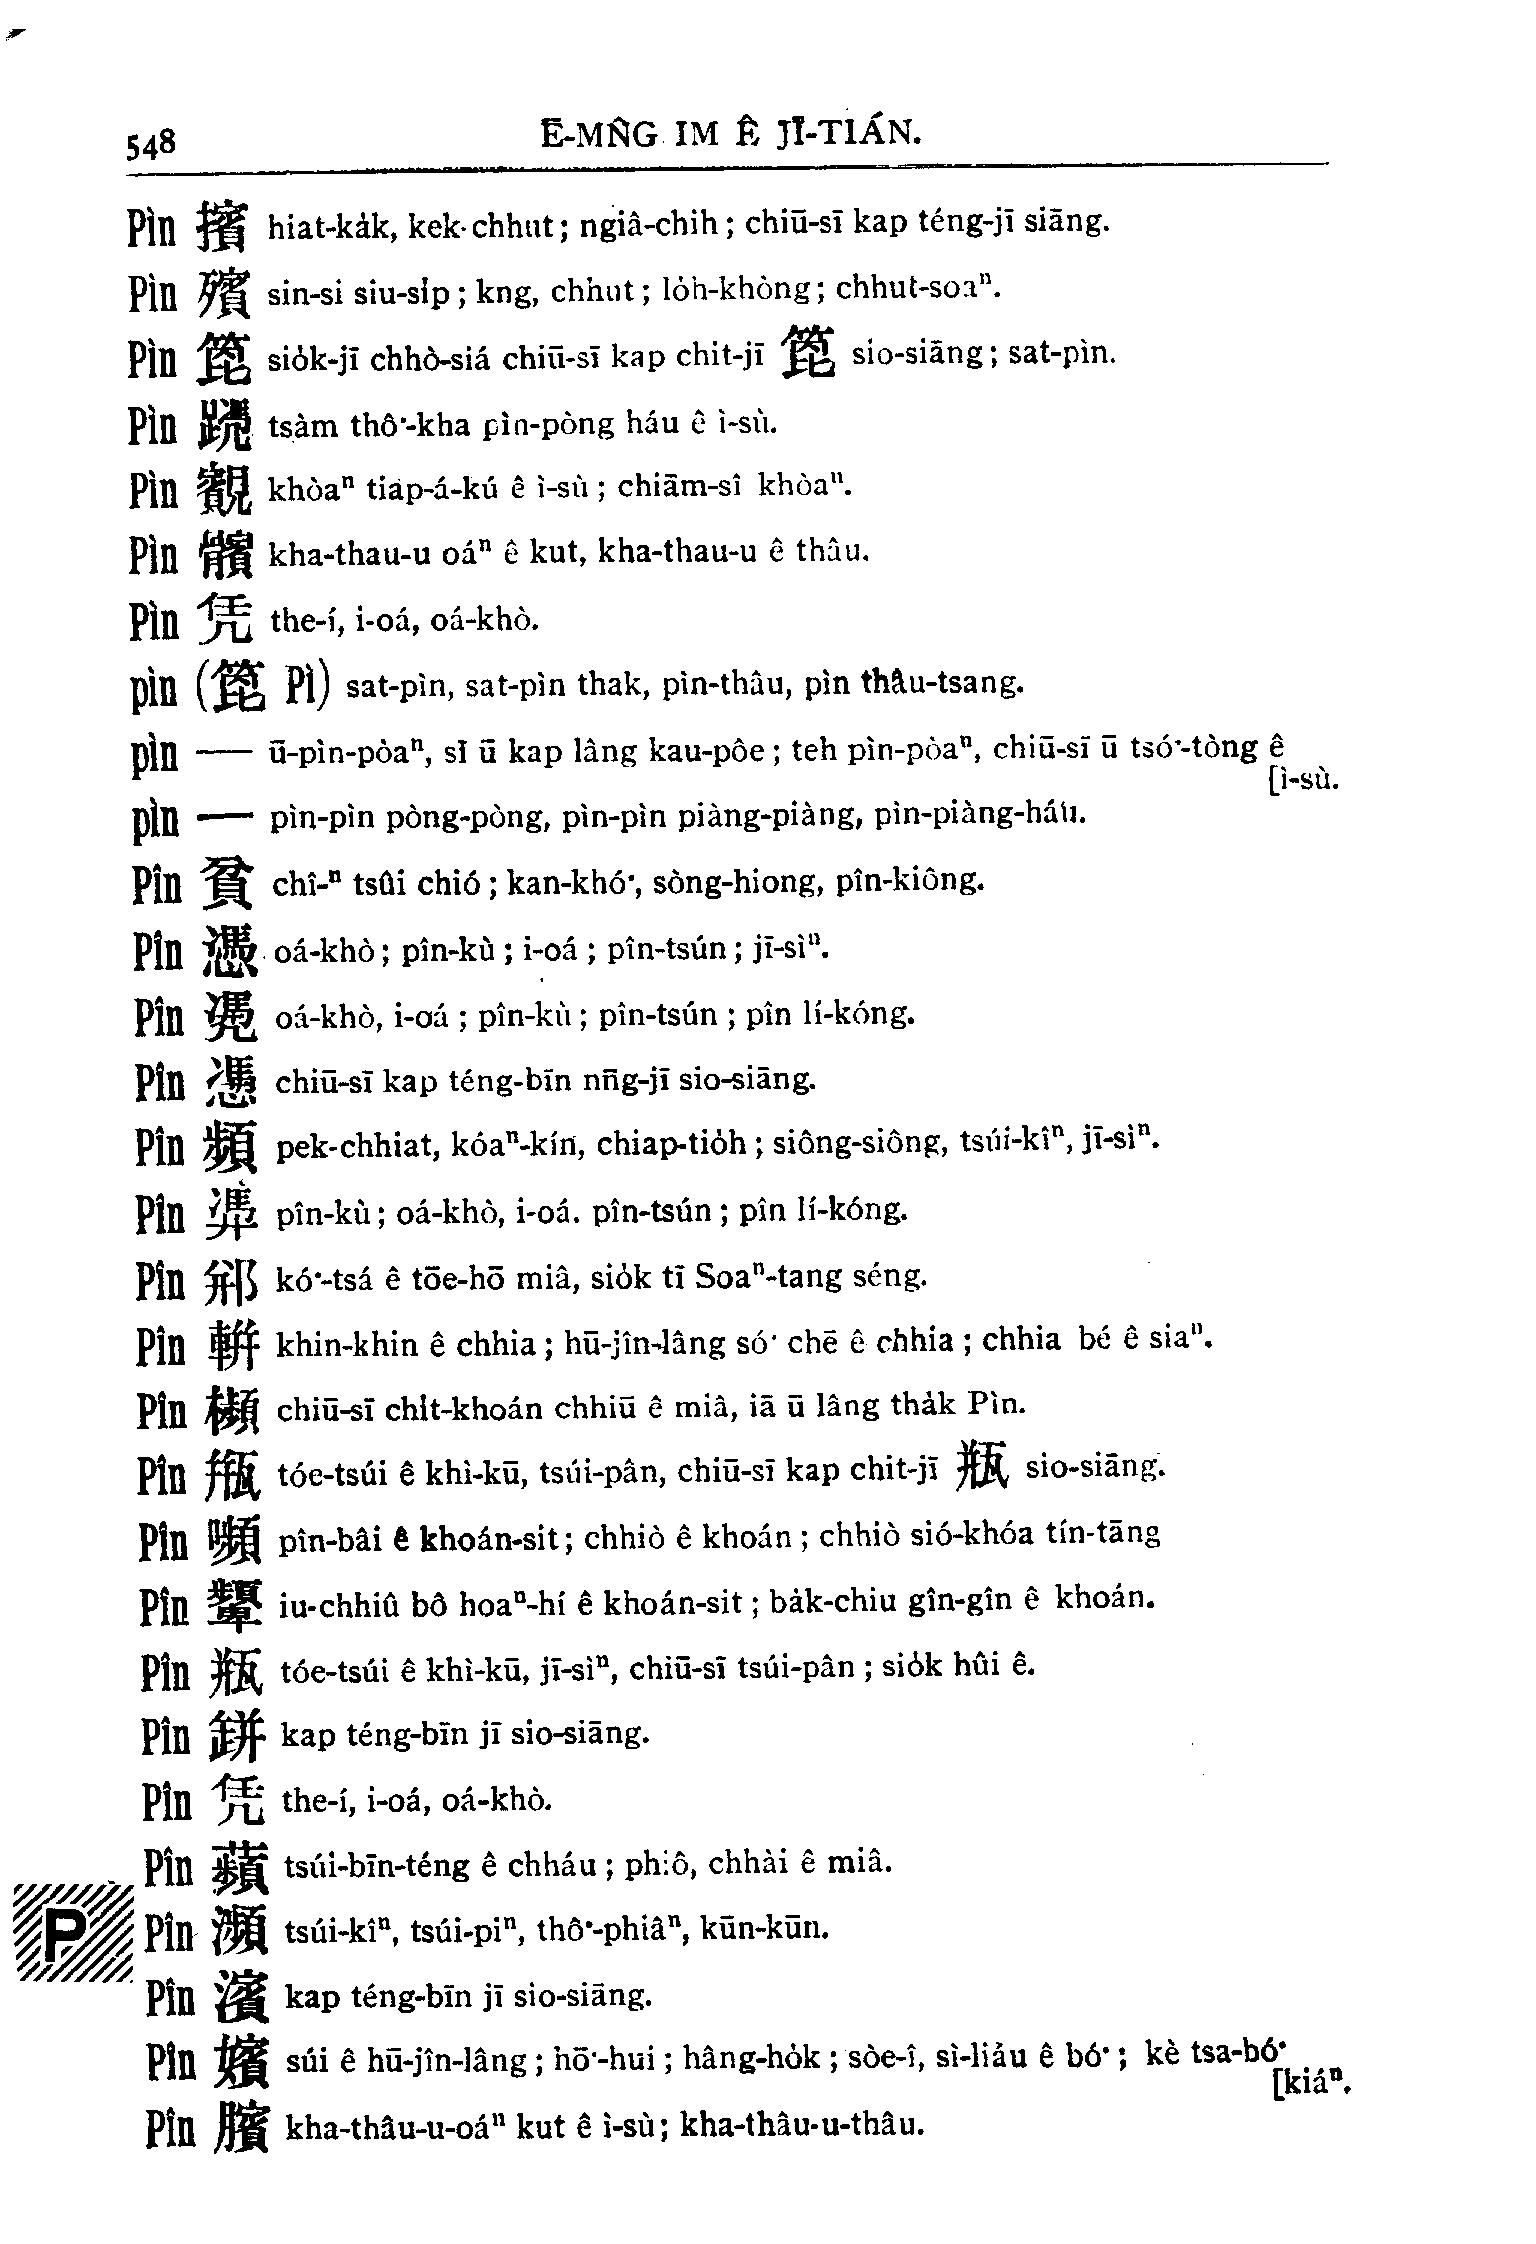 548
Ē-MN̂G IM Ê JĪ-TIÁN.
Pìn 擯 hiat-ka̍k, kek-chhut; ngiâ-chih; chiū-sī kap téng-jī siāng.
Pìn 殯 sin-si siu-si̍p; kng, chhut; lo̍h-khòng; chhut-soaⁿ.
Pìn 箆 sio̍k-jī chhò-siá chiū-sī kap chit-jī 篦 sio-siāng; sat-pìn.
Pìn tsàm thô͘-kha pìn-pòng háu ê ì-sù.
Pìn 覿 khòaⁿ tiap-á-kú ê ì-sù; chiām-sî khòaⁿ.
Pìn 髕 kha-thau-u oáⁿ ê kut, kha-thau-u ê thâu.
Pìn 凭 the-í, i-oá, oá-khò.
pìn (篦 Pì) sat-pìn, sat-pìn thak, pìn-thâu, pìn thâu-tsang.
pìn — ū-pìn-pòaⁿ, sī ū kap lâng kau-pôe; teh pìn-pòaⁿ, chiū-sī ū tsó͘-tòng ê
[ì-sù.
pìn — pìn-pìn pòng-pòng, pìn-pìn piàng-piàng, pìn-piàng-háu.
Pîn 貧 chî-ⁿ tsûi chió; kan-khó͘, sòng-hiong, pîn-kiông.
Pîn 憑 oá-khò; pîn-kù; i-oá; pîn-tsún; jī-sìⁿ.
Pîn 凴 oá-khò, i-oá; pîn-kù; pîn-tsún; pîn lí-kóng.
Pîn 慿 chiū-sī kap téng-bīn nn̄g-jī sio-siāng.
Pîn 頻 pek-chhiat, kóaⁿ-kín, chiap-tio̍h; siông-siông, tsúi-kîⁿ, jī-sìⁿ.
Pîn pîn-kù; oá-khò, i-oá. pîn-tsún; pîn lí-kóng.
Pîn 郱 kó͘-tsá ê tōe-hō miâ, sio̍k tī Soaⁿ-tang séng.
Pîn 軿 khin-khin ê chhia; hū-jîn-lâng só͘ chē ê chhia; chhia bé ê siaⁿ.
Pîn 櫇 chiū-sī chi̍t-khoán chhiū ê miâ, iā ū lâng tha̍k Pìn.
Pîn 甁 tóe-tsúi ê khì-kū, tsúi-pân, chiū-sī kap chit-jī 瓶 sio-siāng.
Pîn 嚬 pîn-bâi ê khoán-sit; chhiò ê khoán; chhiò sió-khóa tín-tāng
Pîn 顰 iu-chhiû bô hoaⁿ-hí ê khoán-sit; ba̍k-chiu gîn-gîn ê khoán.
Pîn 瓶 tóe-tsúi ê khì-kū, jī-sìⁿ, chiū-sī tsúi-pân; sio̍k hûi ê.
Pîn 缾 kap téng-bīn jī sio-siāng.
Pîn 凭 the-í, i-oá, oá-khò.
Pîn 蘋 tsúi-bīn-téng ê chháu; phiô, chhài ê miâ.
Pîn 瀕 tsúi-kîⁿ, tsúi-piⁿ, thô͘-phiâⁿ, kūn-kūn.
Pîn 濱 kap téng-bīn jī sio-siāng.
Pîn 嬪 súi ê hū-jîn-lâng; hō͘-hui; hâng-ho̍k; sòe-î, sì-liāu ê bó͘; kè tsa-bó͘
[kiáⁿ.
Pîn 臏 kha-thâu-u-oáⁿ kut ê ì-sù; kha-thâu-u-thâu.
P